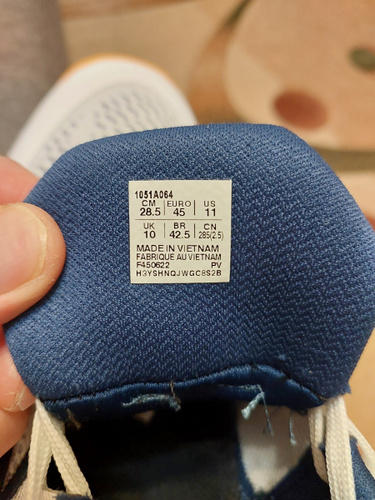 1051A064
CM EURO US
28.5 45 11
UK BR CN
10 42.5 285(2.5)
MADE IN VIETNAM
FABRIQUE AU VIETNAM
F450622 PV
H3YSHNQJWGC8S2B